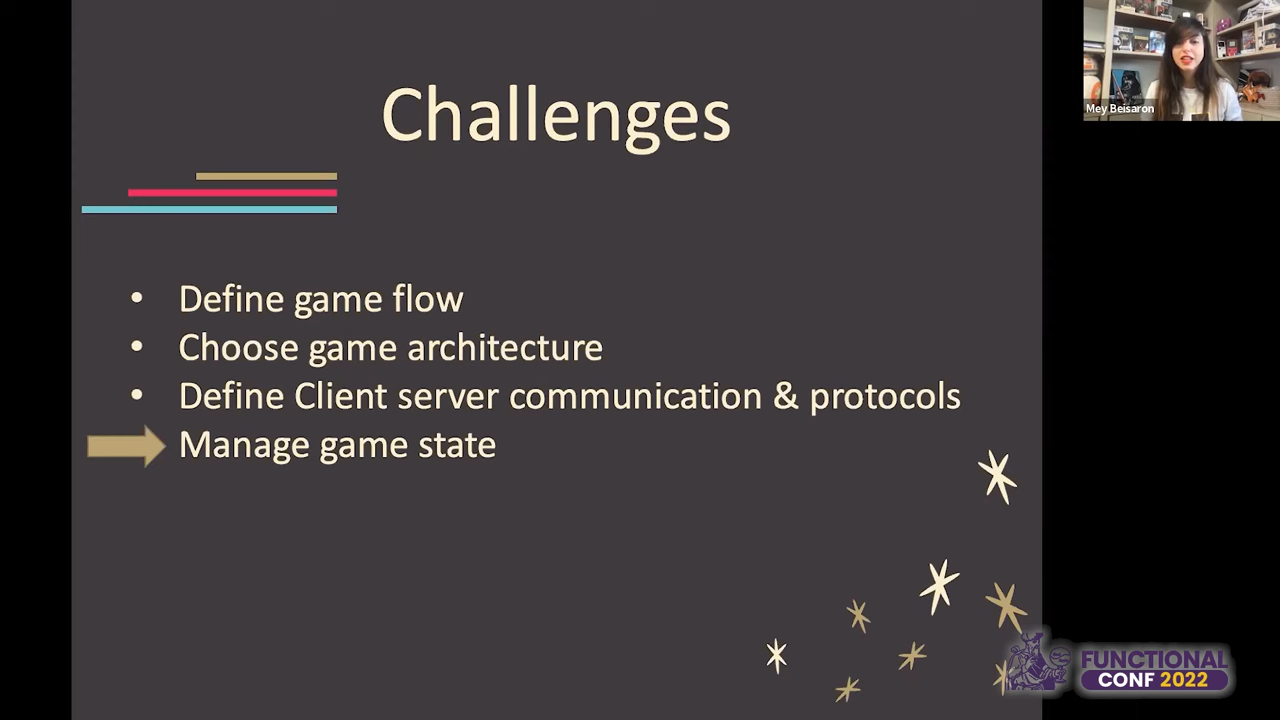 Challenges
• Define game flow
• Choose game architecture
• Define Client server communication & protocols
Manage game state
Mey Beisaron
FUNCTIONAL
CONF 2022